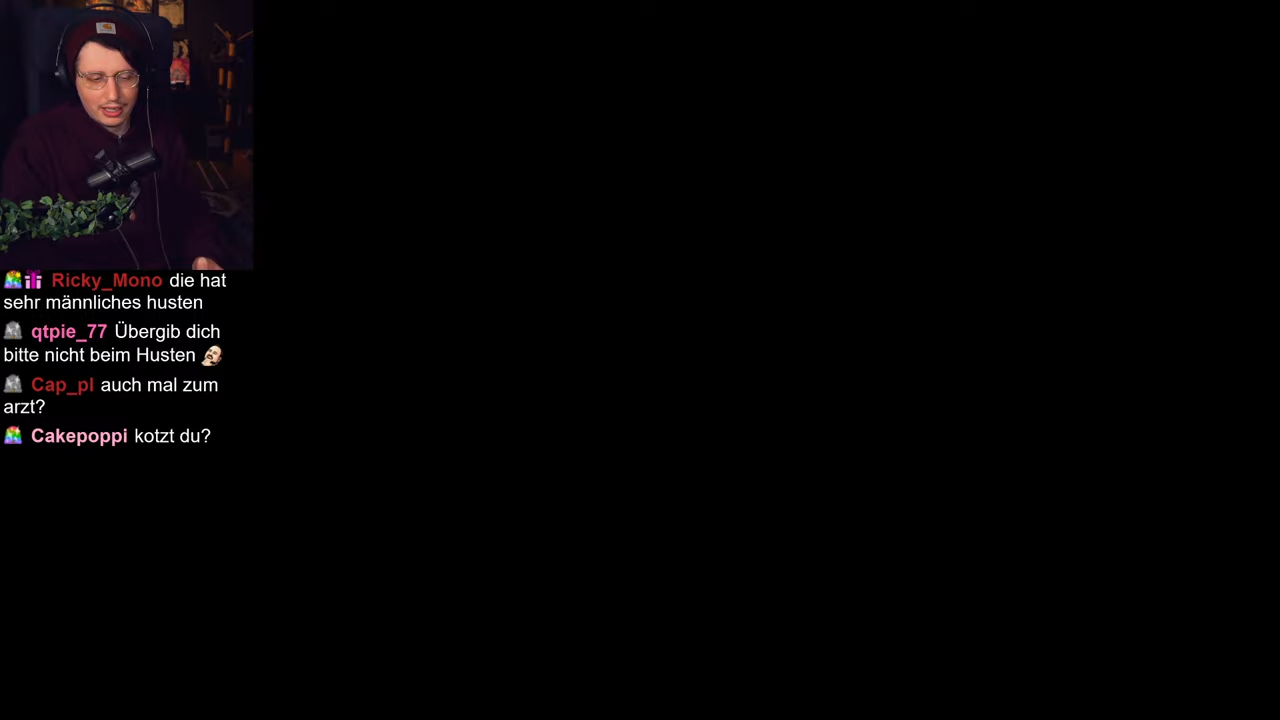 Ricky_Mono die hat
sehr männliches husten
qtpie_77 Übergib dich
bitte nicht beim Husten
Cap_pl auch mal zum
arzt?
Cakepoppi kotzt du?